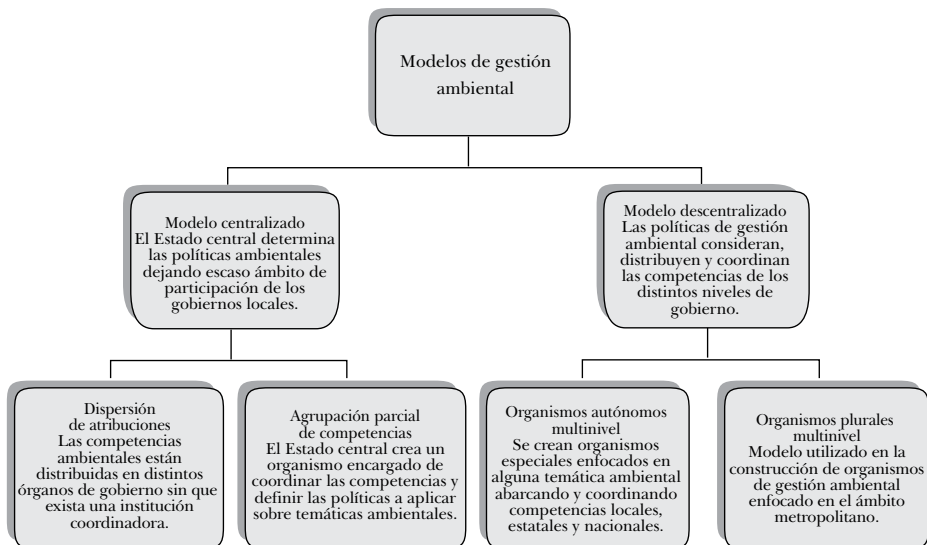 Modelos de gestión
ambiental
Modelo centralizado
El Estado central determina
las políticas ambientales
dejando escaso ámbito de
participación de los
gobiernos locales.
Modelo descentralizado
Las políticas de gestión
ambiental consideran,
distribuyen y coordinan
las competencias de los
distintos niveles de
gobierno.
Dispersión
de atribuciones
Las competencias
ambientales están
distribuidas en distintos
órganos de gobierno sin que
exista una institución
coordinadora.
Agrupación parcial
de competencias
El Estado central crea un
organismo encargado de
coordinar las competencias y
definir las políticas a aplicar
sobre temáticas ambientales.
Organismos autónomos
multinivel
Se crean organismos
especiales enfocados en
alguna temática ambiental
abarcando y coordinando
competencias locales,
estatales y nacionales.
Organismos plurales
multinivel
Modelo utilizado en la
construcción de organismos
de gestión ambiental
enfocado en el ámbito
metropolitano.